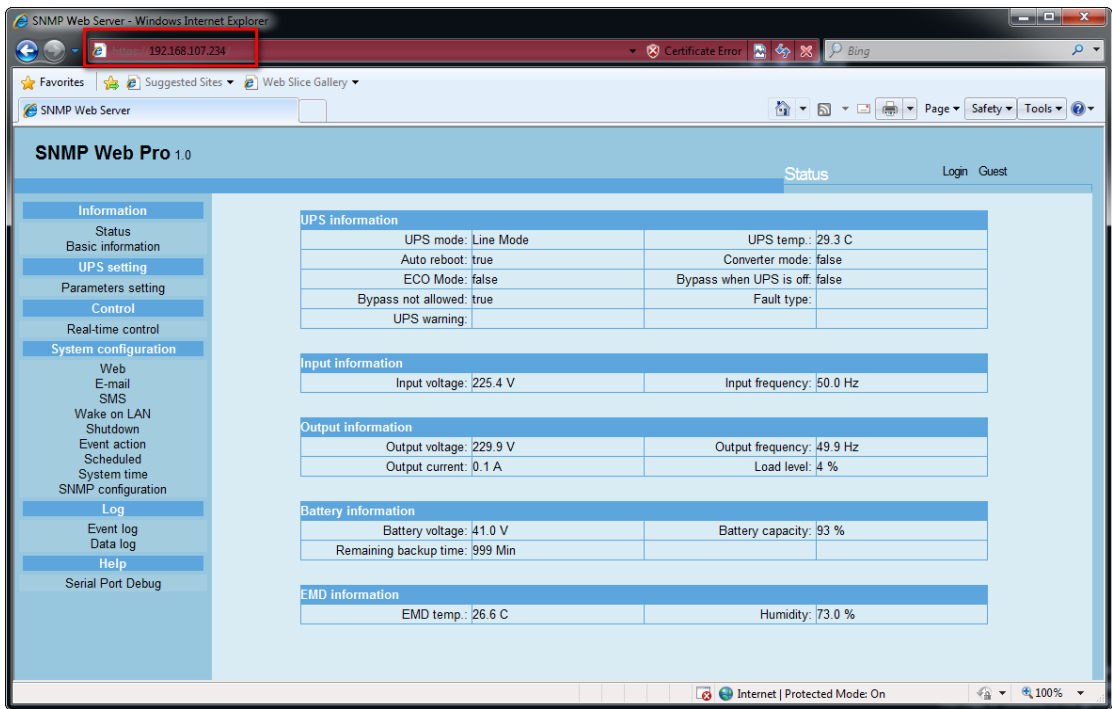 SNMP Web Server - Windows Internet Explorer
192.168.107.234
Certificate Error
Bing
Favorites
Suggested Sites
Web Slice Gallery
SNMP Web Server
Page
Safety
Tools
SNMP Web Pro 1.0
Status
Login Guest
Information
Status
Basic information
UPS setting
Parameters setting
Control
Real-time control
System configuration
Web
E-mail
SMS
Wake on LAN
Shutdown
Event action
Scheduled
System time
SNMP configuration
Log
Event log
Data log
Help
Serial Port Debug
UPS information
UPS mode: Line Mode UPS temp.: 29.3 C
Auto reboot: true Converter mode: false
ECO Mode: false Bypass when UPS is off: false
Bypass not allowed: true Fault type:
UPS warning:
Input information
Input voltage: 225.4 V Input frequency: 50.0 Hz
Output information
Output voltage: 229.9 V Output frequency: 49.9 Hz
Output current: 0.1 A Load level: 4 %
Battery information
Battery voltage: 41.0 V Battery capacity: 93 %
Remaining backup time: 999 Min
EMD information
EMD temp.: 26.6 C Humidity: 73.0 %
Internet | Protected Mode: On
100%